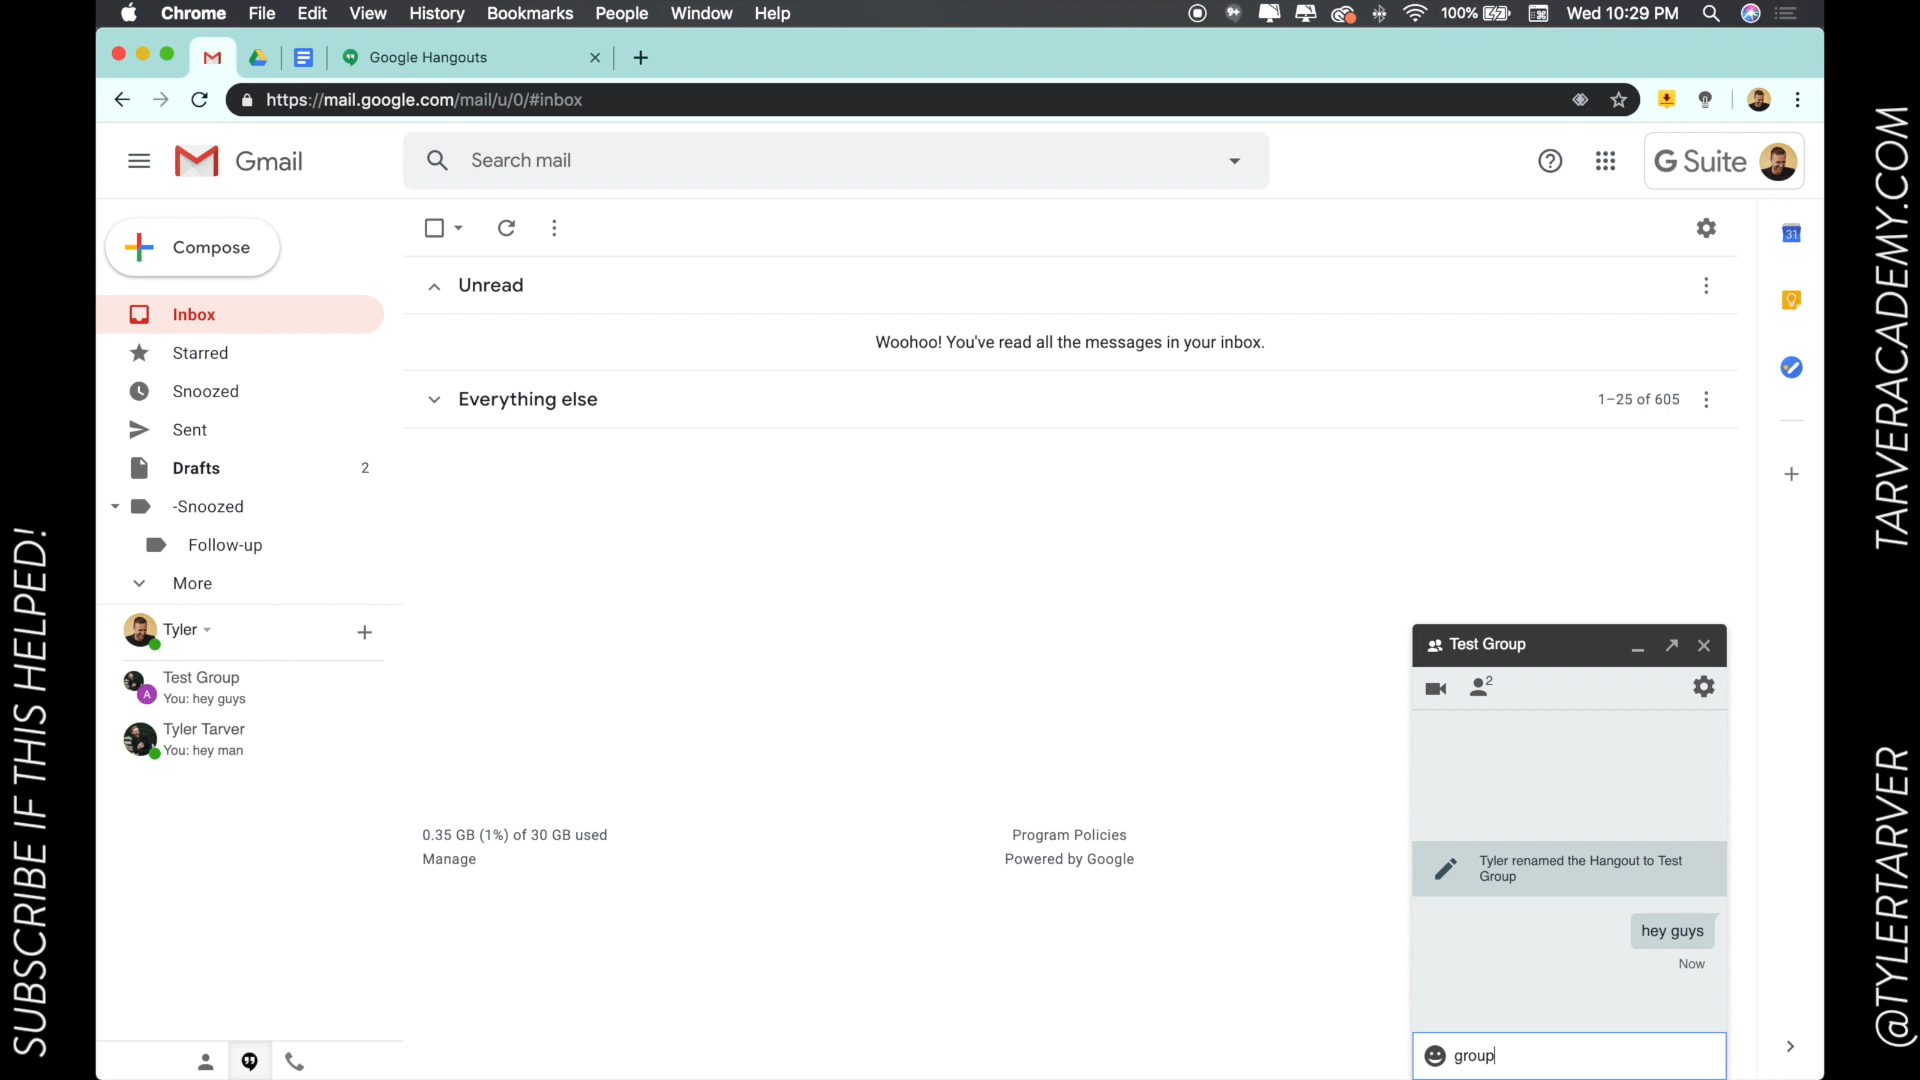 Chrome File Edit View History Bookmarks People Window Help
9+ 100% Wed 10:29 PM
Google Hangouts
https://mail.google.com/mail/u/0/#inbox
Gmail
Search mail
G Suite
Compose
Inbox
Starred
Snoozed
Sent
Drafts 2
-Snoozed
Follow-up
More
Tyler
Test Group
A
You: hey guys
Tyler Tarver
You: hey man
Unread
Woohoo! You've read all the messages in your inbox.
Everything else
1–25 of 605
31
0.35 GB (1%) of 30 GB used
Manage
Program Policies
Powered by Google
Test Group
2
Tyler renamed the Hangout to Test
Group
hey guys
Now
group
SUBSCRIBE IF THIS HELPED!
TARVERACADEMY.COM
@TYLERTARVER